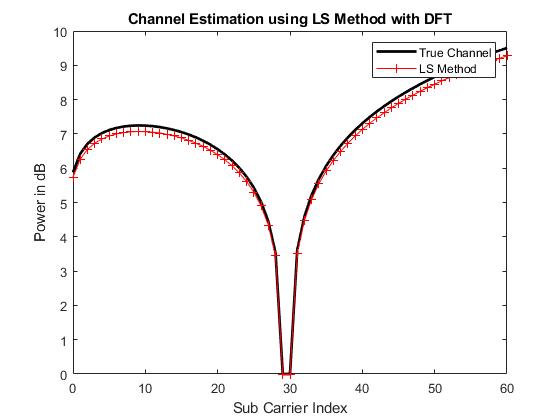 Channel Estimation using LS Method with DFT
True Channel
LS Method
Power in dB
10
9
8
7
6
5
4
3
2
1
0
0 10 20 30 40 50 60
Sub Carrier Index